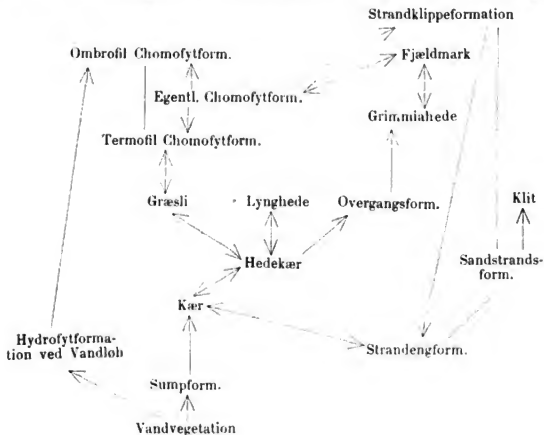 Strandklippeformation
Ombrofil Chomofytform.
Fjældmark
Egentl. Chomofytform.
Grimmiahede
Termofil Chomofytform.
Græsli
Lynghede
Overgangsform.
Klit
Hedekær
Sandstrands-
form.
Kær
Hydrofytforma-
tion ved Vandløb
Strandengform.
Sumpform.
Vandvegetation